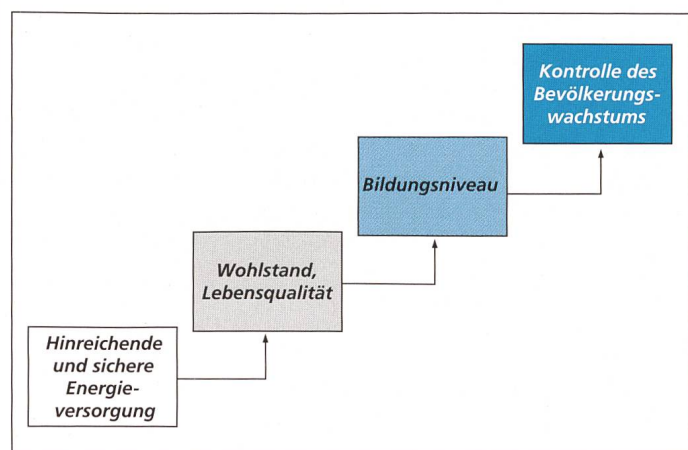 Kontrolle des
Bevölkerungs-
wachstums
Bildungsniveau
Wohlstand,
Lebensqualität
Hinreichende
und sichere
Energie-
versorgung